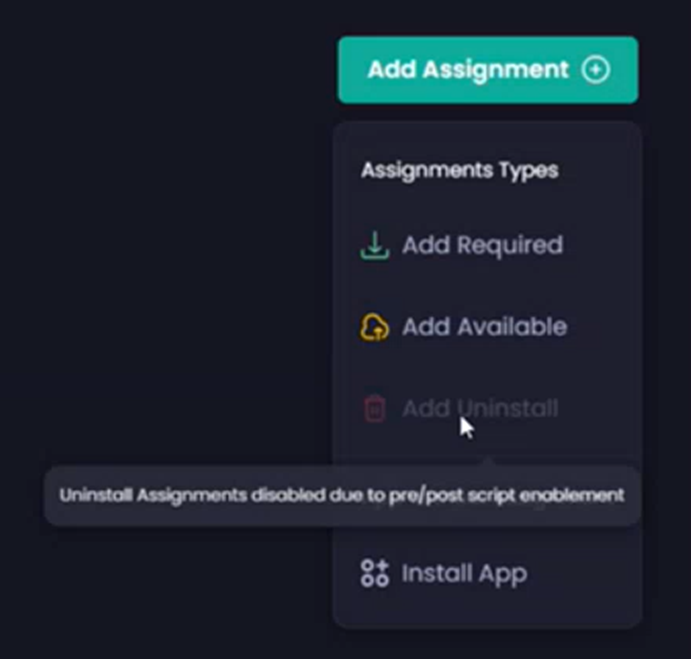 Add Assignment
Assignments Types
Add Required
Add Available
Add Uninstall
Uninstall Assignments disabled due to pre/post script enablement
Install App